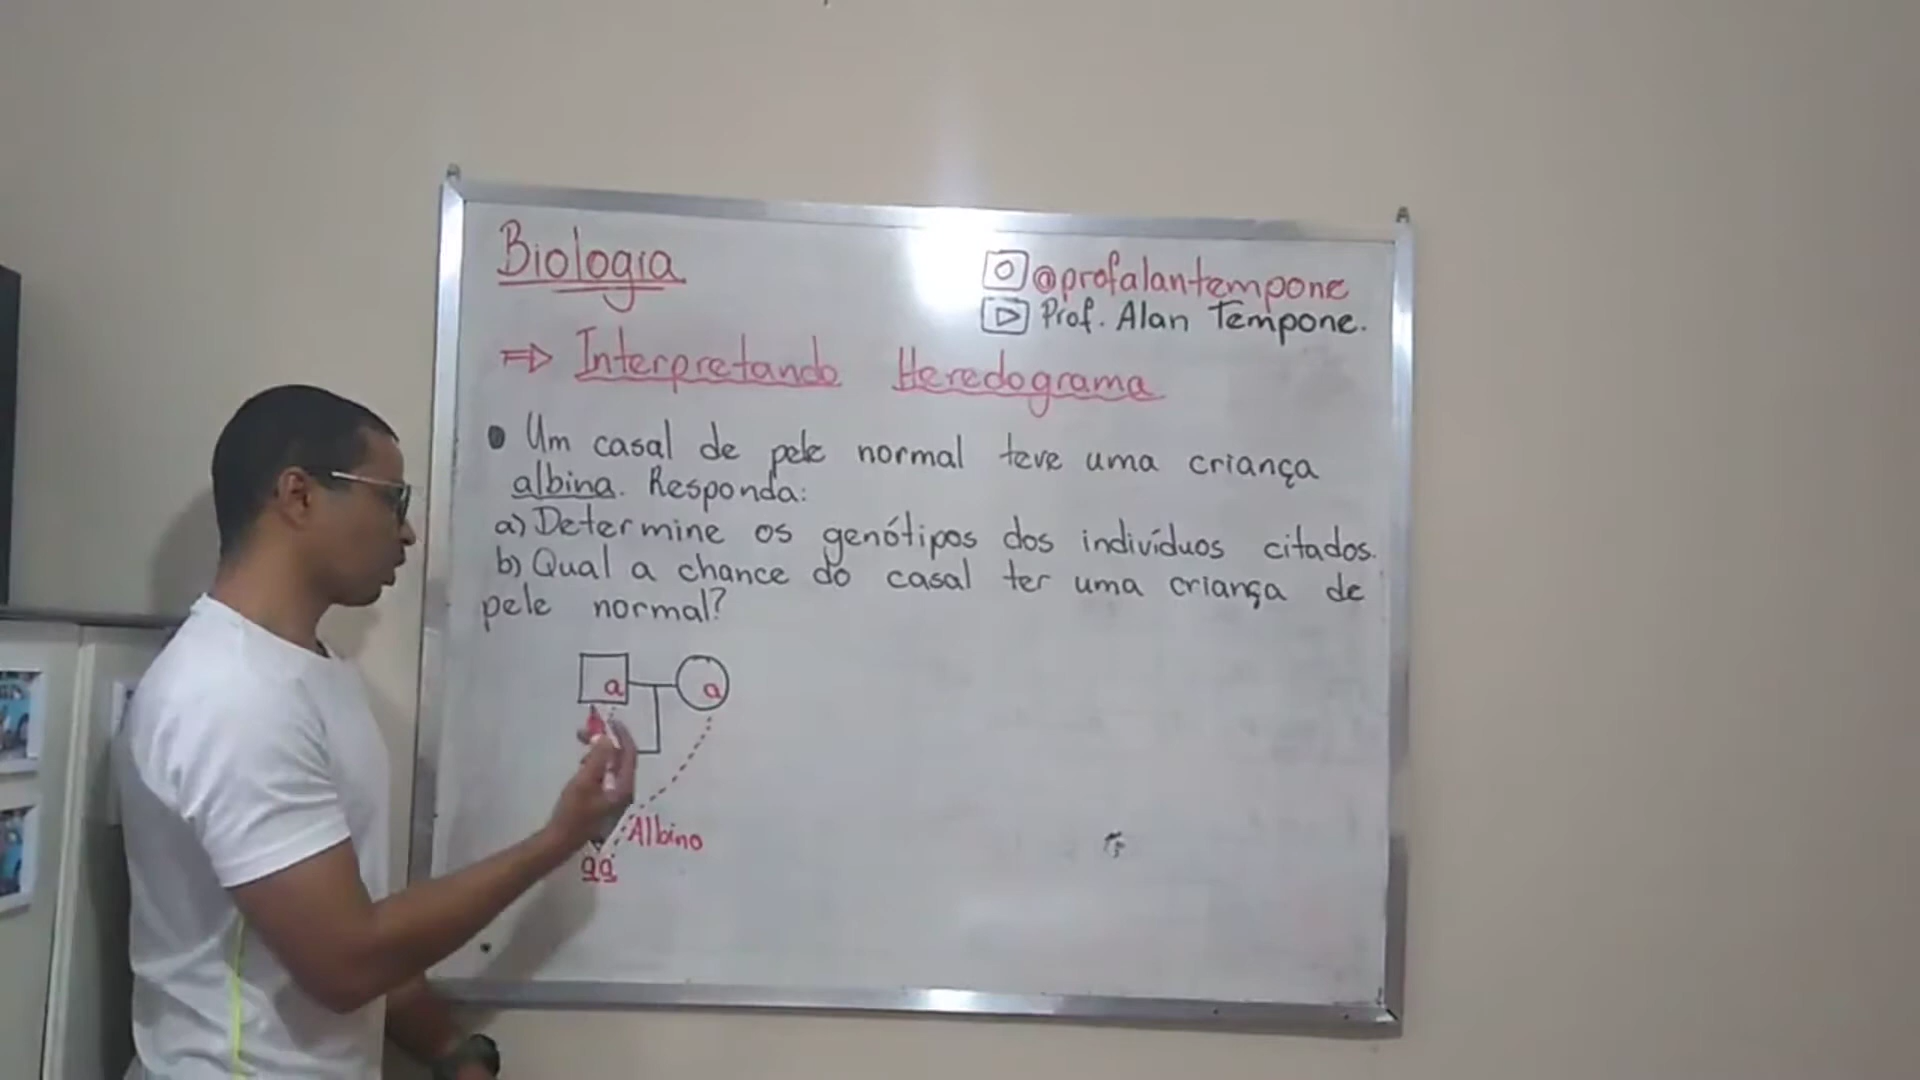 Biologia
@profalantempone
Prof. Alan Tempone.
⇒ Interpretando Heredograma
• Um casal de pele normal teve uma criança
albina. Responda:
a) Determine os genótipos dos indivíduos citados.
b) Qual a chance do casal ter uma criança de
pele normal?
a a
Albino
aa